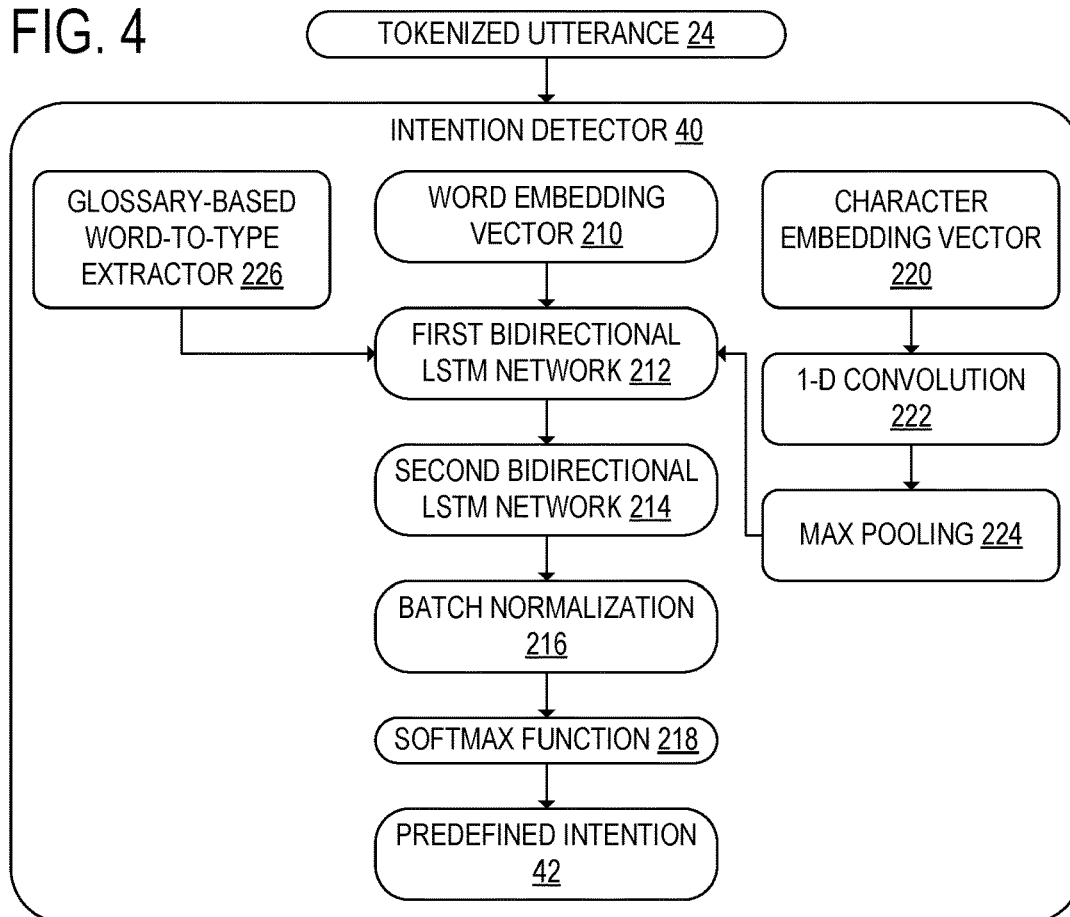 FIG. 4
TOKENIZED UTTERANCE 24
INTENTION DETECTOR 40
GLOSSARY-BASED
WORD-TO-TYPE
EXTRACTOR 226
WORD EMBEDDING
VECTOR 210
CHARACTER
EMBEDDING VECTOR
220
FIRST BIDIRECTIONAL
LSTM NETWORK 212
1-D CONVOLUTION
222
SECOND BIDIRECTIONAL
LSTM NETWORK 214
MAX POOLING 224
BATCH NORMALIZATION
216
SOFTMAX FUNCTION 218
PREDEFINED INTENTION
42